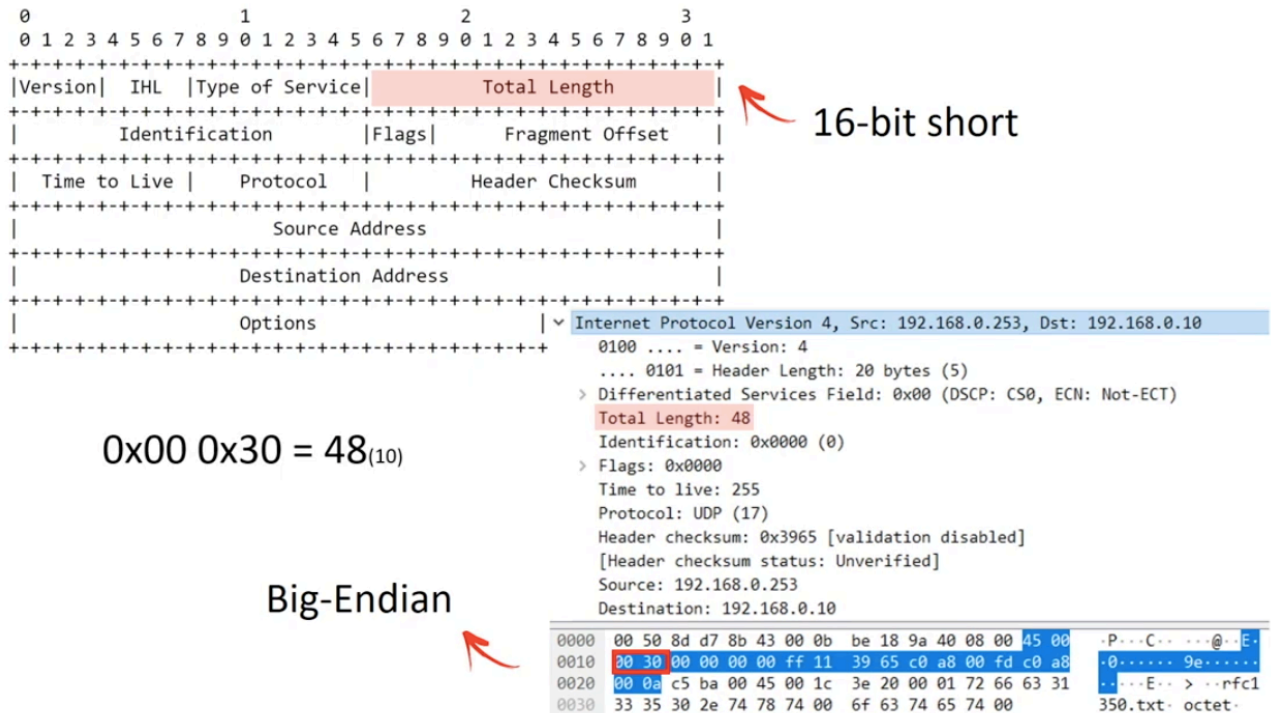 0                   1                   2                   3
0 1 2 3 4 5 6 7 8 9 0 1 2 3 4 5 6 7 8 9 0 1 2 3 4 5 6 7 8 9 0 1
+-+-+-+-+-+-+-+-+-+-+-+-+-+-+-+-+-+-+-+-+-+-+-+-+-+-+-+-+-+-+-+-+
|Version|  IHL  |Type of Service|          Total Length         |
+-+-+-+-+-+-+-+-+-+-+-+-+-+-+-+-+-+-+-+-+-+-+-+-+-+-+-+-+-+-+-+-+
|         Identification        |Flags|      Fragment Offset    |
+-+-+-+-+-+-+-+-+-+-+-+-+-+-+-+-+-+-+-+-+-+-+-+-+-+-+-+-+-+-+-+-+
|  Time to Live |    Protocol   |         Header Checksum       |
+-+-+-+-+-+-+-+-+-+-+-+-+-+-+-+-+-+-+-+-+-+-+-+-+-+-+-+-+-+-+-+-+
|                       Source Address                          |
+-+-+-+-+-+-+-+-+-+-+-+-+-+-+-+-+-+-+-+-+-+-+-+-+-+-+-+-+-+-+-+-+
|                    Destination Address                        |
+-+-+-+-+-+-+-+-+-+-+-+-+-+-+-+-+-+-+-+-+-+-+-+-+-+-+-+-+-+-+-+-+
|                    Options                    |
+-+-+-+-+-+-+-+-+-+-+-+-+-+-+-+-+-+-+-+-+-+-+-+-+
16-bit short
0x00 0x30 = 48(10)
Big-Endian
Internet Protocol Version 4, Src: 192.168.0.253, Dst: 192.168.0.10
0100 .... = Version: 4
.... 0101 = Header Length: 20 bytes (5)
Differentiated Services Field: 0x00 (DSCP: CS0, ECN: Not-ECT)
Total Length: 48
Identification: 0x0000 (0)
Flags: 0x0000
Time to live: 255
Protocol: UDP (17)
Header checksum: 0x3965 [validation disabled]
[Header checksum status: Unverified]
Source: 192.168.0.253
Destination: 192.168.0.10
0000 00 50 8d d7 8b 43 00 0b be 18 9a 40 08 00 45 00 ·P···C·· ···@··E·
0010 00 30 00 00 00 00 ff 11 39 65 c0 a8 00 fd c0 a8 ·0······ 9e······
0020 00 0a c5 ba 00 45 00 1c 3e 20 00 01 72 66 63 31 ·····E·· > ··rfc1
0030 33 35 30 2e 74 78 74 00 6f 63 74 65 74 00 350.txt· octet·